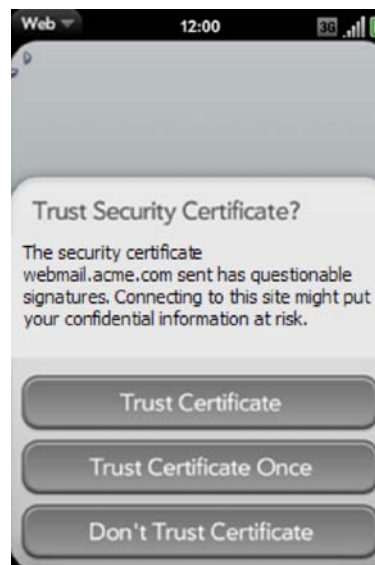 Web
12:00
3G
Trust Security Certificate?
The security certificate
webmail.acme.com sent has questionable
signatures. Connecting to this site might put
your confidential information at risk.
Trust Certificate
Trust Certificate Once
Don't Trust Certificate